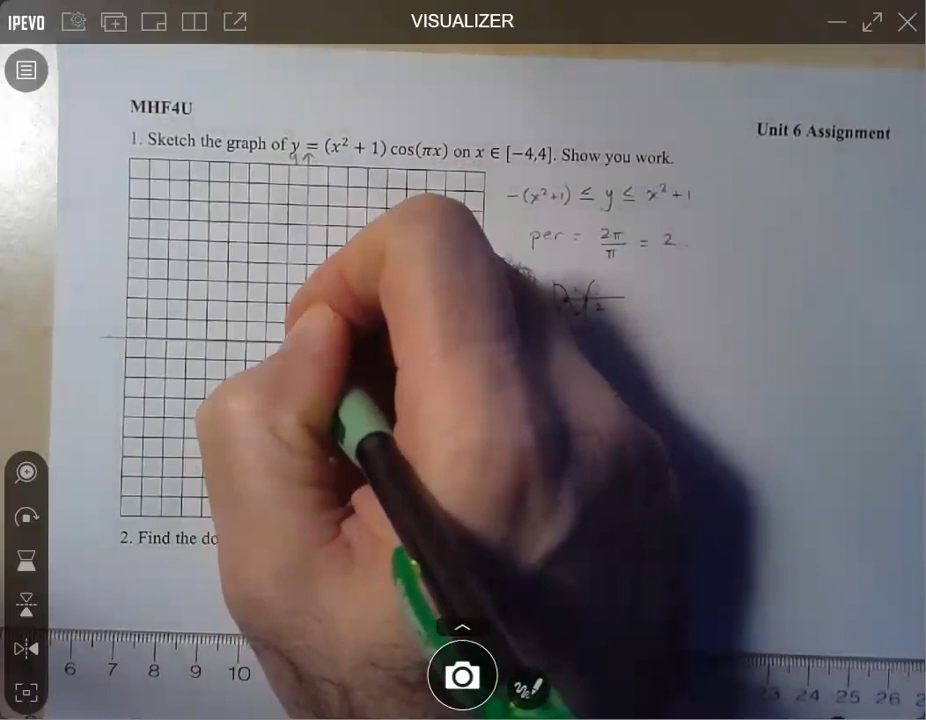 IPEVO VISUALIZER
MHF4U
Unit 6 Assignment
1. Sketch the graph of y = (x² + 1) cos(πx) on x ∈ [−4,4]. Show you work.
-(x²+1) ≤ y ≤ x²+1
per = 2π/π = 2
2. Find the do
6 7 8 9 10
24 25 26